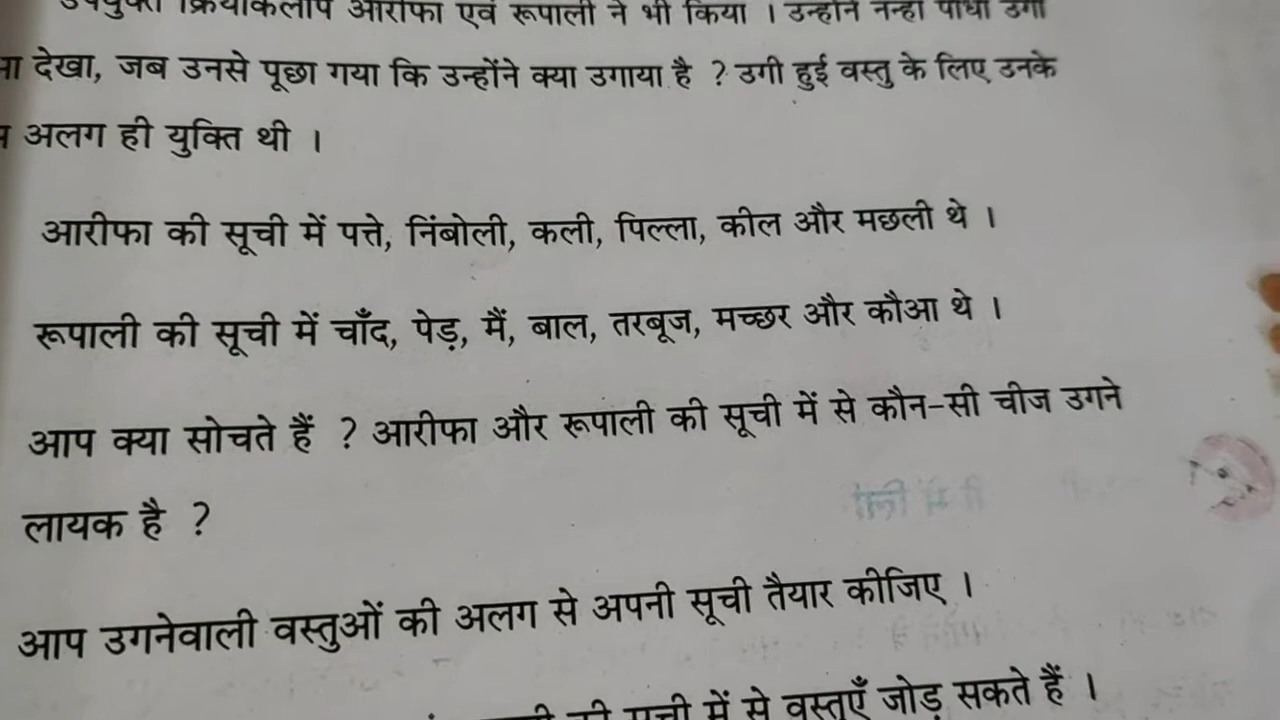 उपर्युक्त क्रियाकलाप आरीफा एवं रूपाली ने भी किया । उन्होंने नन्हा पौधा उगा
देखा, जब उनसे पूछा गया कि उन्होंने क्या उगाया है ? उगी हुई वस्तु के लिए उनके
अलग ही युक्ति थी ।
आरीफा की सूची में पत्ते, निंबोली, कली, पिल्ला, कील और मछली थे ।
रूपाली की सूची में चाँद, पेड़, मैं, बाल, तरबूज, मच्छर और कौआ थे ।
आप क्या सोचते हैं ? आरीफा और रूपाली की सूची में से कौन-सी चीज उगने
लायक है ?
आप उगनेवाली वस्तुओं की अलग से अपनी सूची तैयार कीजिए ।
की सूची में से वस्तुएँ जोड़ सकते हैं ।